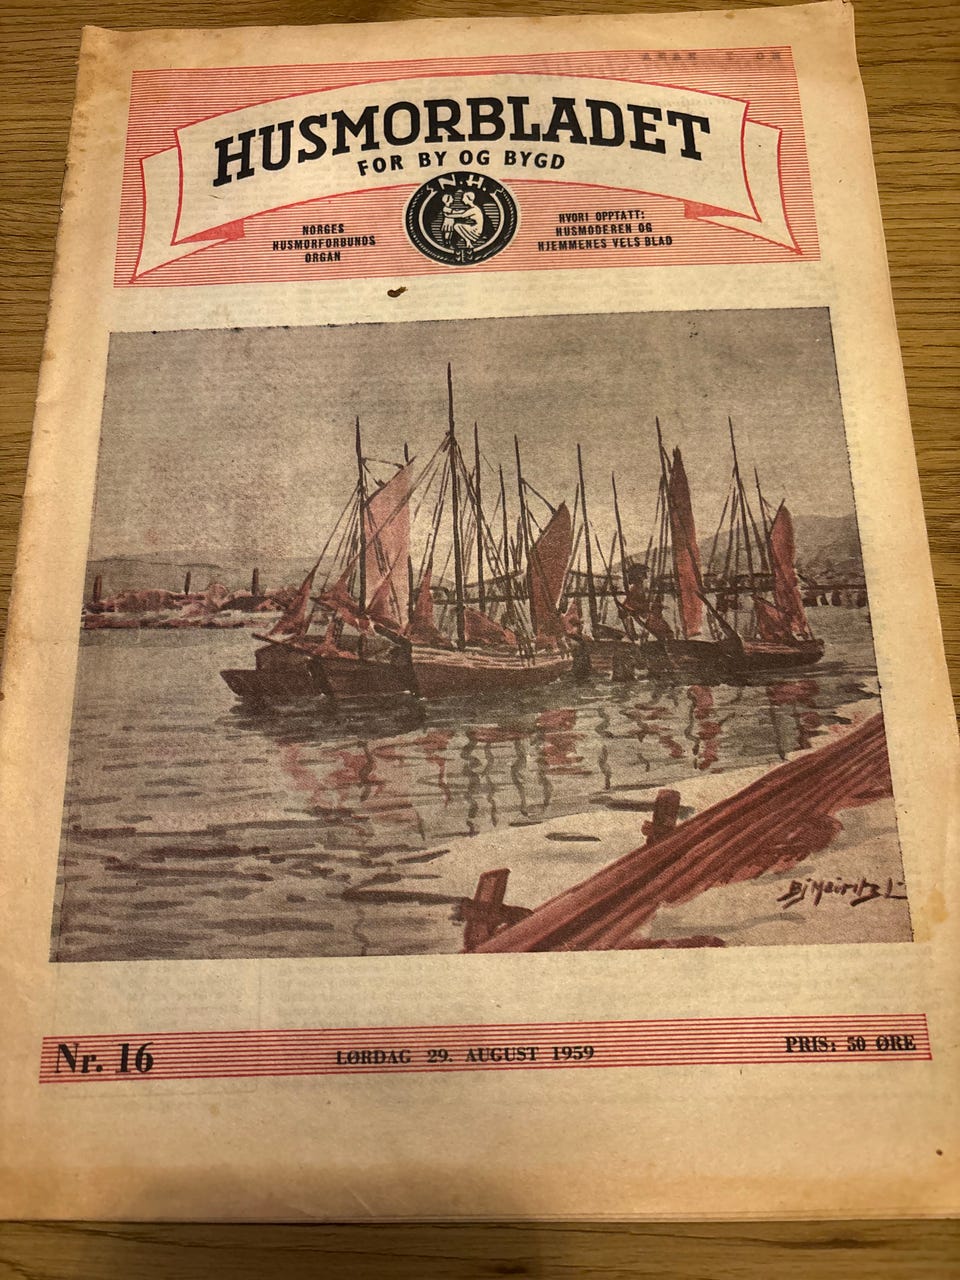 HUSMORBLADET
FOR BY OG BYGD
N.H.
NORGES
HUSMORFORBUNDS
ORGAN
HVORI OPPTATT:
HUSMODEREN OG
HJEMMENES VELS BLAD
Nr. 16
LØRDAG 29. AUGUST 1959
PRIS: 50 ØRE